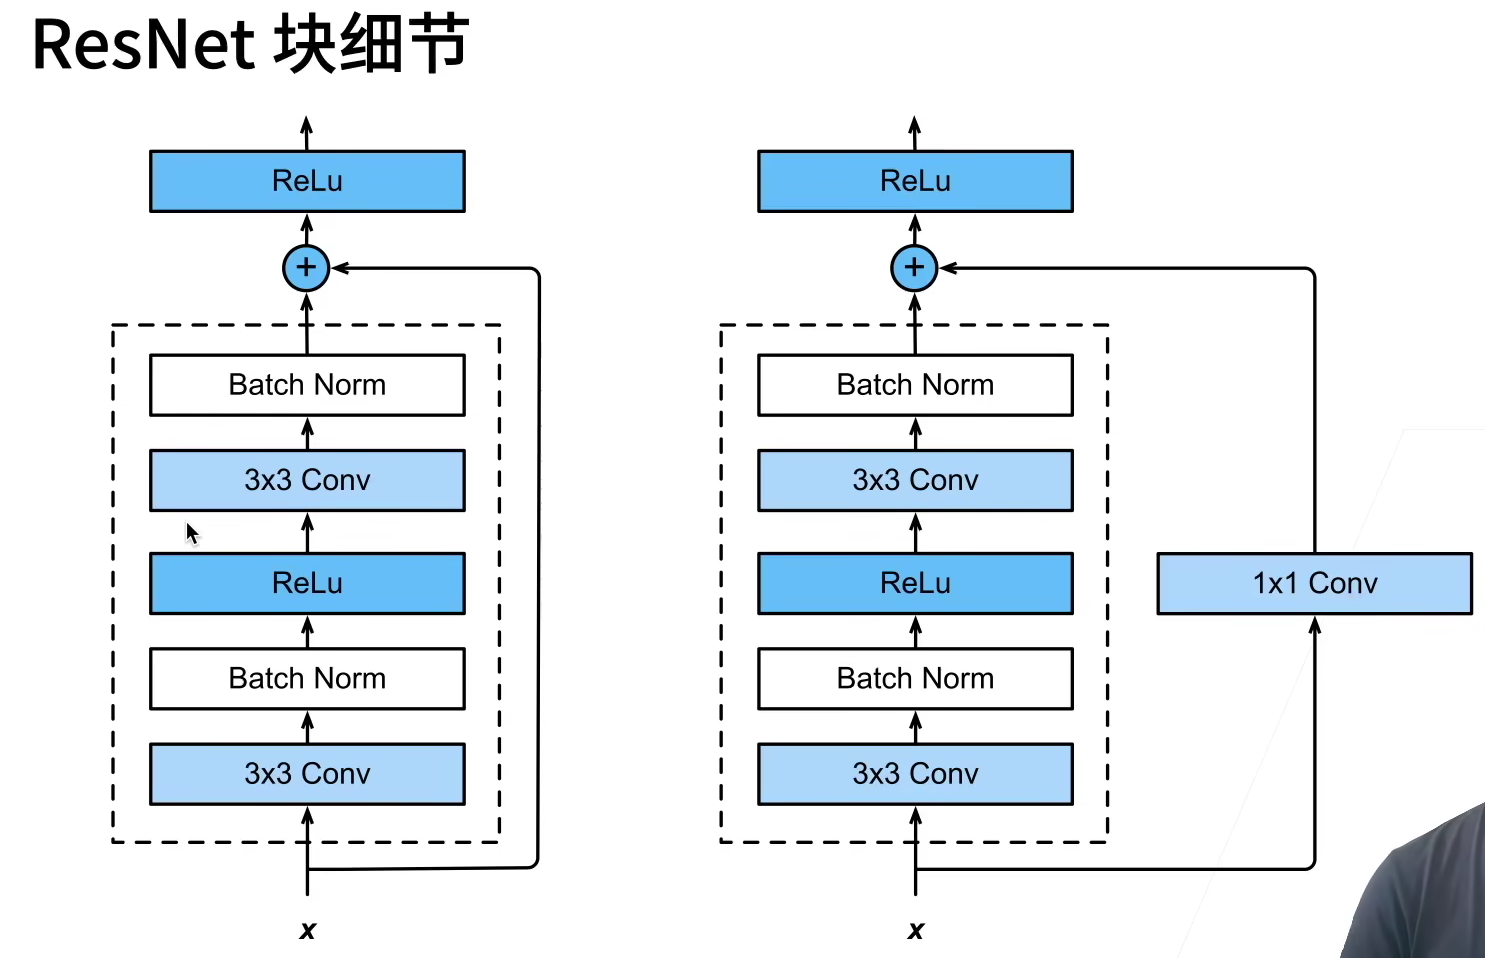 ResNet 块细节
ReLu
+
Batch Norm
3x3 Conv
ReLu
Batch Norm
3x3 Conv
x
ReLu
+
Batch Norm
3x3 Conv
ReLu
Batch Norm
3x3 Conv
1x1 Conv
x